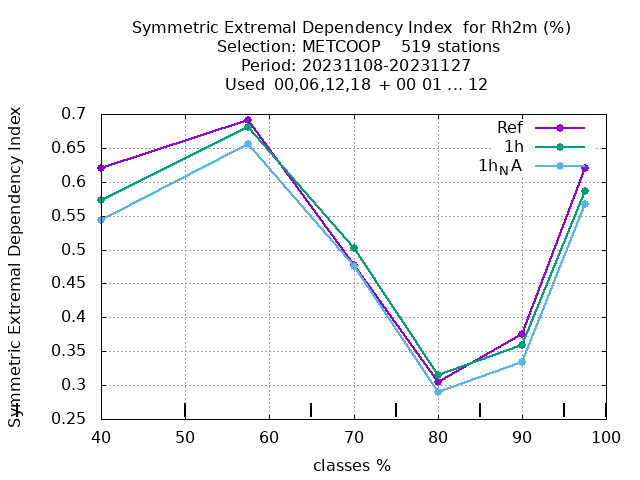 Symmetric Extremal Dependency Index  for Rh2m (%)
Selection: METCOOP    519 stations
Period: 20231108-20231127
Used  00,06,12,18 + 00 01 ... 12
Symmetric Extremal Dependency Index
0.7
0.65
0.6
0.55
0.5
0.45
0.4
0.35
0.3
0.25
Ref
1h
1h_NA
40
50
60
70
80
90
100
classes %